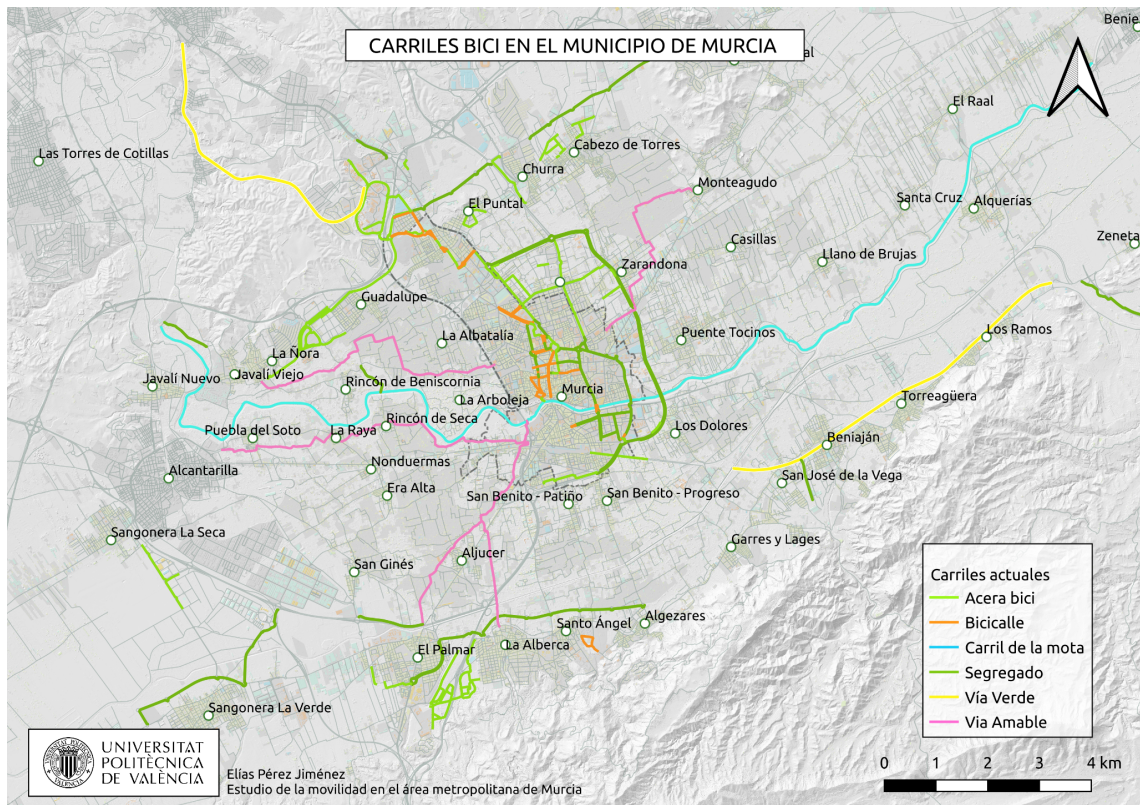 CARRILES BICI EN EL MUNICIPIO DE MURCIA
al
Benie
El Raal
Las Torres de Cotillas
Cabezo de Torres
Churra
Monteagudo
El Puntal
Santa Cruz
Alquerías
Casillas
Zeneta
Llano de Brujas
Zarandona
Guadalupe
La Albatalía
Puente Tocinos
Los Ramos
La Ñora
Javalí Viejo
Javalí Nuevo
Rincón de Beniscornia
Murcia
La Arboleja
Torreagüera
Rincón de Seca
Puebla del Soto
La Raya
Los Dolores
Beniaján
Nonduermas
Alcantarilla
San José de la Vega
Era Alta
San Benito - Patiño
San Benito - Progreso
Sangonera La Seca
Garres y Lages
Aljucer
San Ginés
Algezares
Santo Ángel
La Alberca
El Palmar
Sangonera La Verde
Carriles actuales
Acera bici
Bicicalle
Carril de la mota
Segregado
Vía Verde
Via Amable
UNIVERSITAT
POLITÈCNICA
DE VALÈNCIA
Elías Pérez Jiménez
Estudio de la movilidad en el área metropolitana de Murcia
0 1 2 3 4 km